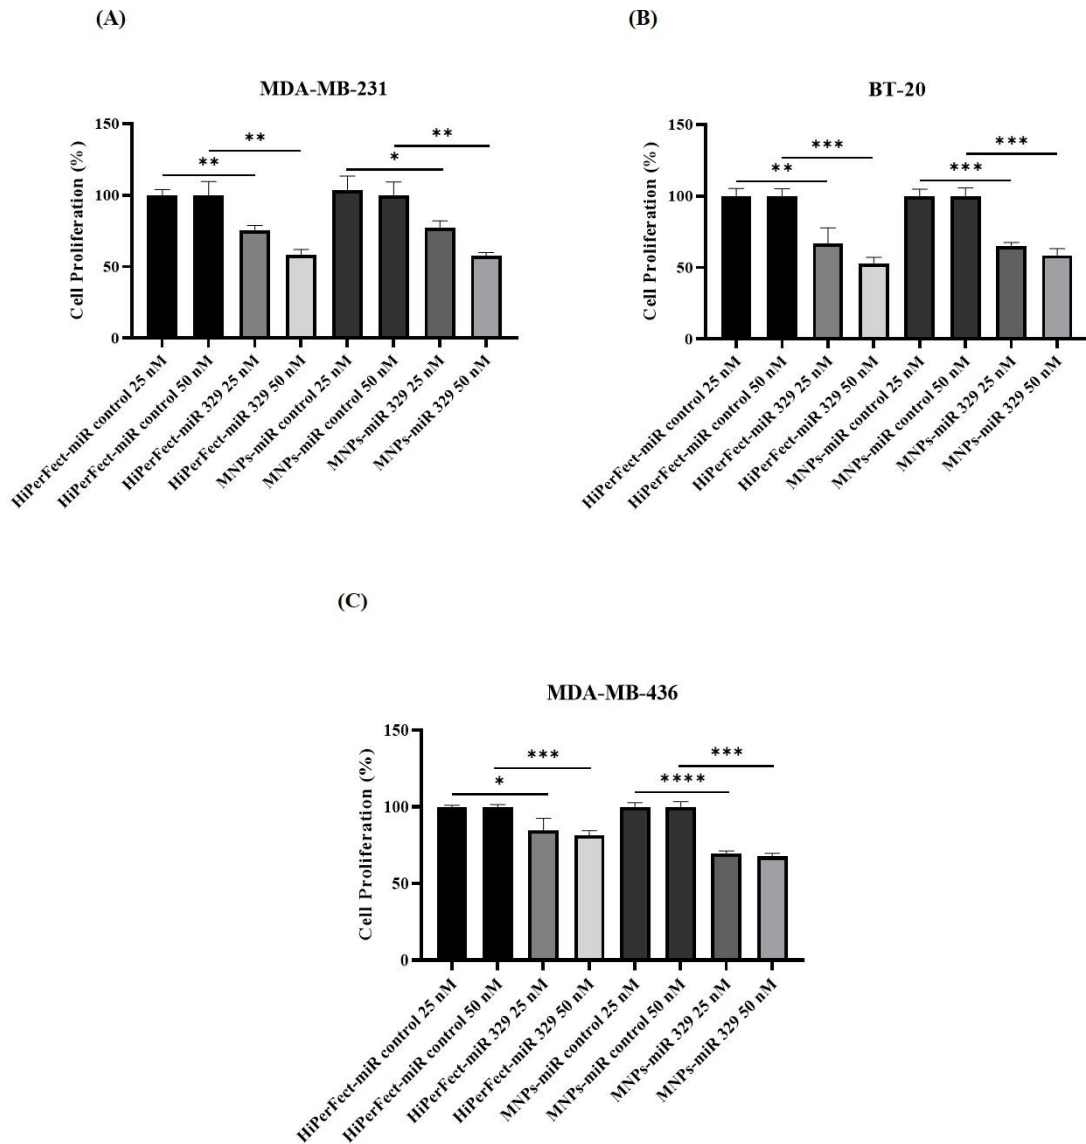 (A)
MDA-MB-231
Cell Proliferation (%)
150
100
50
0
**
**
*
**
HiPerFect-miR control 25 nM
HiPerFect-miR control 50 nM
HiPerFect-miR 329 25 nM
HiPerFect-miR 329 50 nM
MNPs-miR control 25 nM
MNPs-miR control 50 nM
MNPs-miR 329 25 nM
MNPs-miR 329 50 nM
(B)
BT-20
Cell Proliferation (%)
150
100
50
0
**
***
***
***
HiPerFect-miR control 25 nM
HiPerFect-miR control 50 nM
HiPerFect-miR 329 25 nM
HiPerFect-miR 329 50 nM
MNPs-miR control 25 nM
MNPs-miR control 50 nM
MNPs-miR 329 25 nM
MNPs-miR 329 50 nM
(C)
MDA-MB-436
Cell Proliferation (%)
150
100
50
0
*
***
****
***
HiPerFect-miR control 25 nM
HiPerFect-miR control 50 nM
HiPerFect-miR 329 25 nM
HiPerFect-miR 329 50 nM
MNPs-miR control 25 nM
MNPs-miR control 50 nM
MNPs-miR 329 25 nM
MNPs-miR 329 50 nM